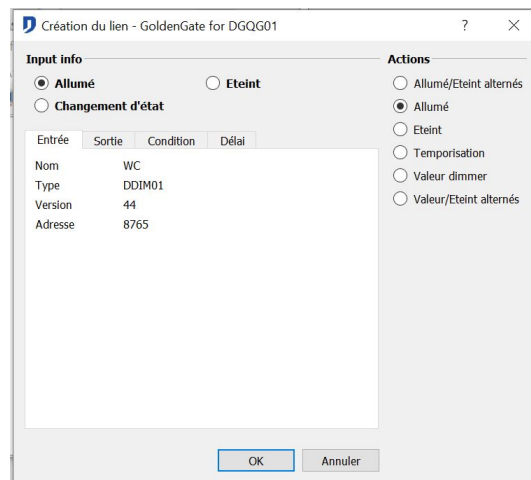 Création du lien - GoldenGate for DGQG01 ? ×
Input info
Allumé Eteint
Changement d'état
Entrée Sortie Condition Délai
Nom WC
Type DDIM01
Version 44
Adresse 8765
Actions
Allumé/Eteint alternés
Allumé
Eteint
Temporisation
Valeur dimmer
Valeur/Eteint alternés
OK Annuler